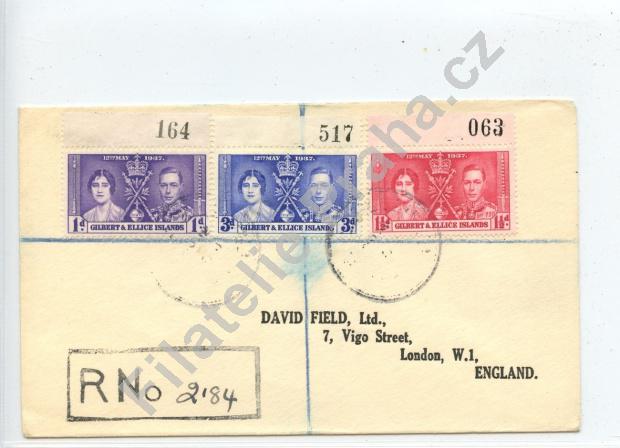 164
517
063
12TH MAY 1937.
1d 1d
GILBERT & ELLICE ISLANDS
12TH MAY 1937.
3d 3d
GILBERT & ELLICE ISLANDS
12TH MAY 1937.
1½d 1½d
GILBERT & ELLICE ISLANDS
DAVID FIELD, Ltd.,
7, Vigo Street,
London, W.1,
ENGLAND.
R No 2184
Filatelie-Praha.cz